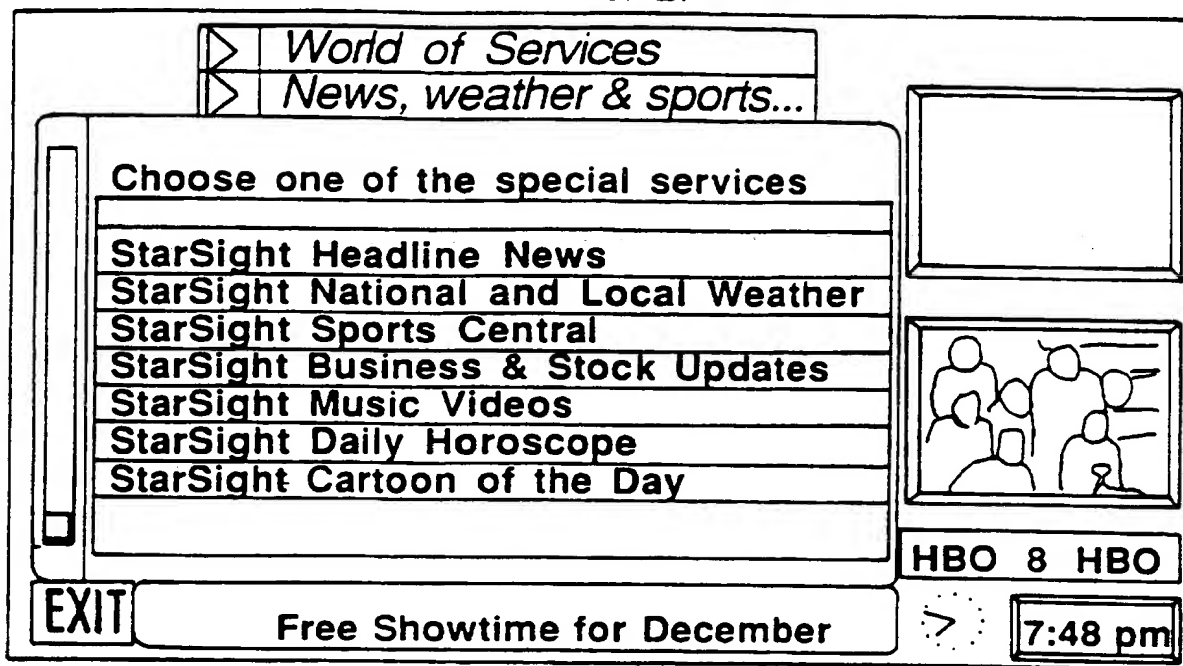 World of Services
News, weather & sports...
Choose one of the special services
StarSight Headline News
StarSight National and Local Weather
StarSight Sports Central
StarSight Business & Stock Updates
StarSight Music Videos
StarSight Daily Horoscope
StarSight Cartoon of the Day
HBO 8 HBO
EXIT
Free Showtime for December
7:48 pm